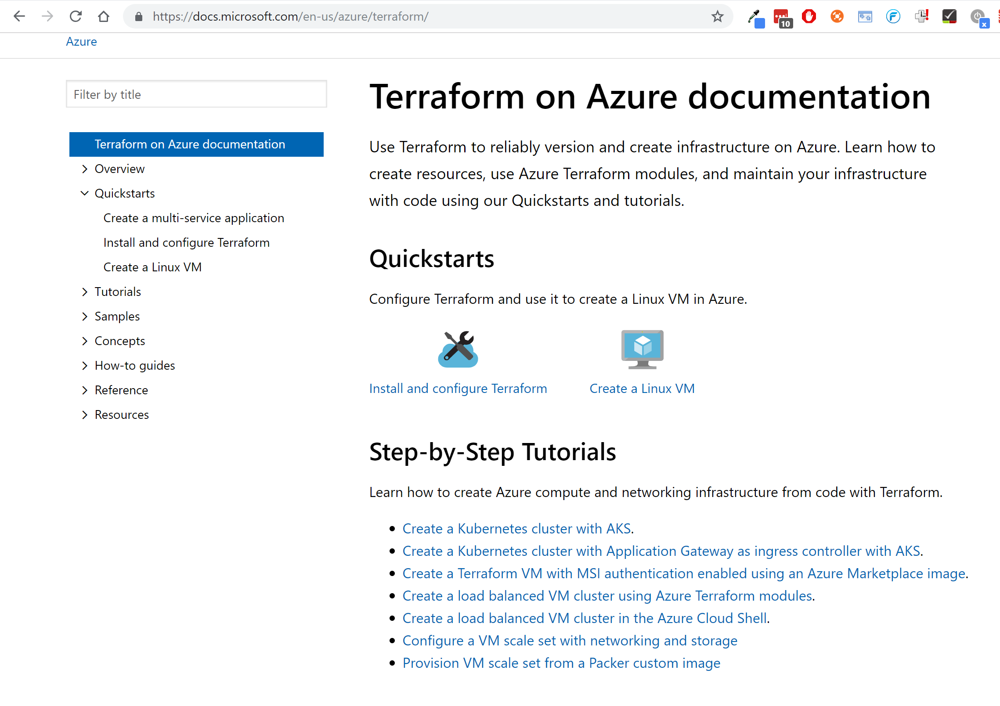 https://docs.microsoft.com/en-us/azure/terraform/
10
x
Azure
Filter by title
Terraform on Azure documentation
Overview
Quickstarts
Create a multi-service application
Install and configure Terraform
Create a Linux VM
Tutorials
Samples
Concepts
How-to guides
Reference
Resources
Terraform on Azure documentation
Use Terraform to reliably version and create infrastructure on Azure. Learn how to
create resources, use Azure Terraform modules, and maintain your infrastructure
with code using our Quickstarts and tutorials.
Quickstarts
Configure Terraform and use it to create a Linux VM in Azure.
Install and configure Terraform
Create a Linux VM
Step-by-Step Tutorials
Learn how to create Azure compute and networking infrastructure from code with Terraform.
Create a Kubernetes cluster with AKS.
Create a Kubernetes cluster with Application Gateway as ingress controller with AKS.
Create a Terraform VM with MSI authentication enabled using an Azure Marketplace image.
Create a load balanced VM cluster using Azure Terraform modules.
Create a load balanced VM cluster in the Azure Cloud Shell.
Configure a VM scale set with networking and storage
Provision VM scale set from a Packer custom image